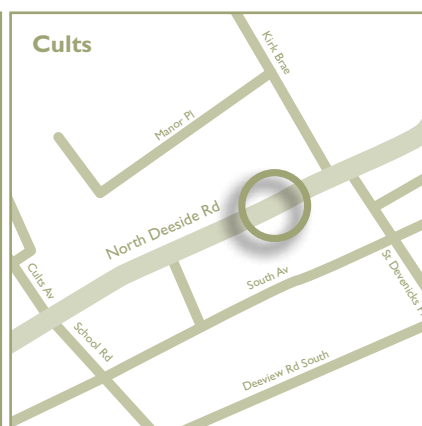 Cults
Kirk Brae
Manor Pl
North Deeside Rd
Cults Av
South Av
St Devenicks
School Rd
Deeview Rd South